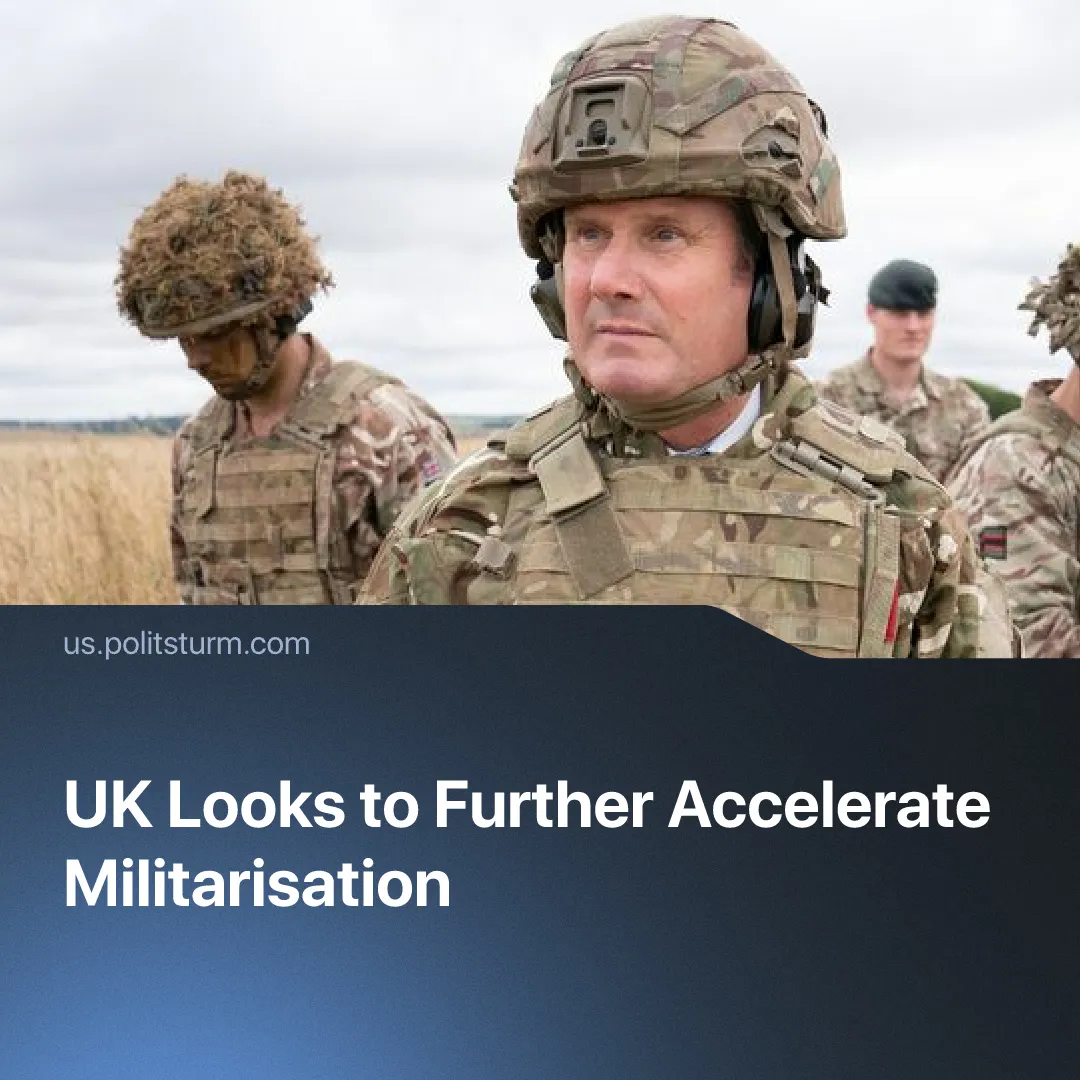 us.politsturm.com
UK Looks to Further Accelerate
Militarisation